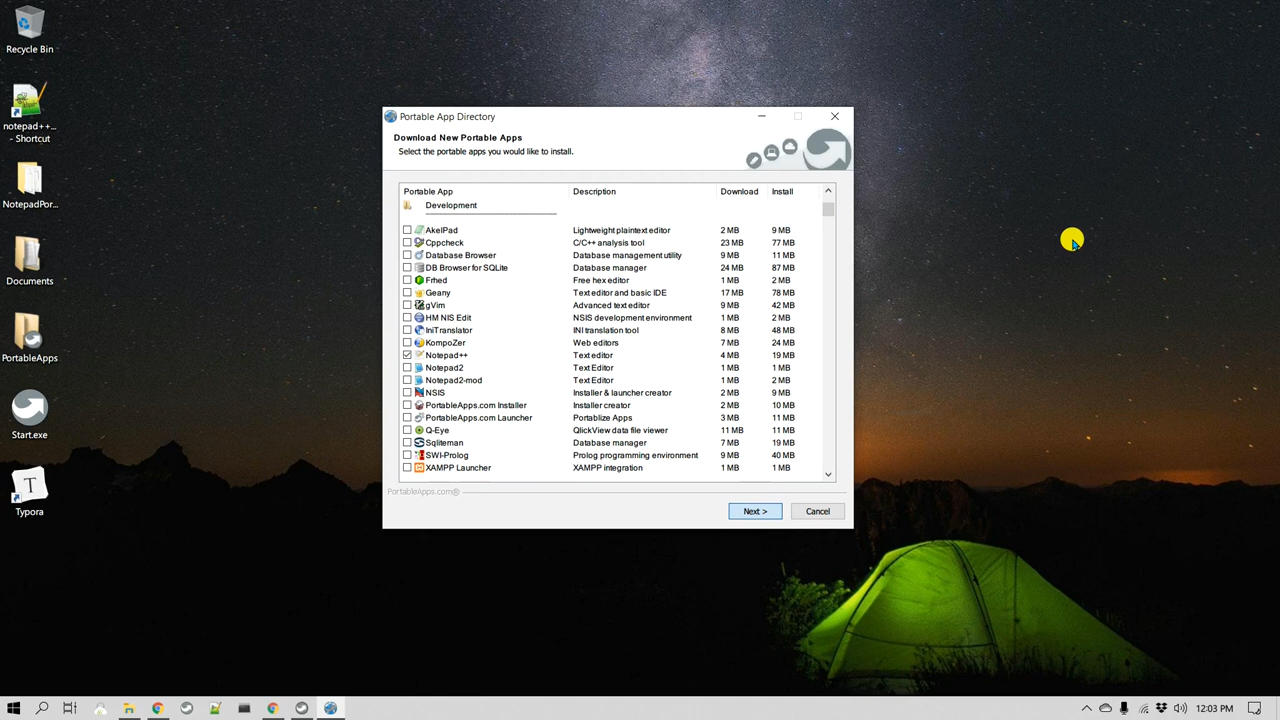 Recycle Bin
notepad++...
- Shortcut
NotepadPor...
Documents
PortableApps
Start.exe
T
Typora
Portable App Directory
Download New Portable Apps
Select the portable apps you would like to install.
Portable App Description Download Install
Development
AkelPad Lightweight plaintext editor 2 MB 9 MB
Cppcheck C/C++ analysis tool 23 MB 77 MB
Database Browser Database management utility 9 MB 11 MB
DB Browser for SQLite Database manager 24 MB 87 MB
Frhed Free hex editor 1 MB 2 MB
Geany Text editor and basic IDE 17 MB 78 MB
gVim Advanced text editor 9 MB 42 MB
HM NIS Edit NSIS development environment 1 MB 2 MB
IniTranslator INI translation tool 8 MB 48 MB
KompoZer Web editors 7 MB 24 MB
Notepad++ Text editor 4 MB 19 MB
Notepad2 Text Editor 1 MB 1 MB
Notepad2-mod Text Editor 1 MB 2 MB
NSIS Installer & launcher creator 2 MB 9 MB
PortableApps.com Installer Installer creator 2 MB 10 MB
PortableApps.com Launcher Portablize Apps 3 MB 11 MB
Q-Eye QlickView data file viewer 11 MB 11 MB
Sqliteman Database manager 7 MB 19 MB
SWI-Prolog Prolog programming environment 9 MB 40 MB
XAMPP Launcher XAMPP integration 1 MB 1 MB
PortableApps.com®
Next > Cancel
12:03 PM